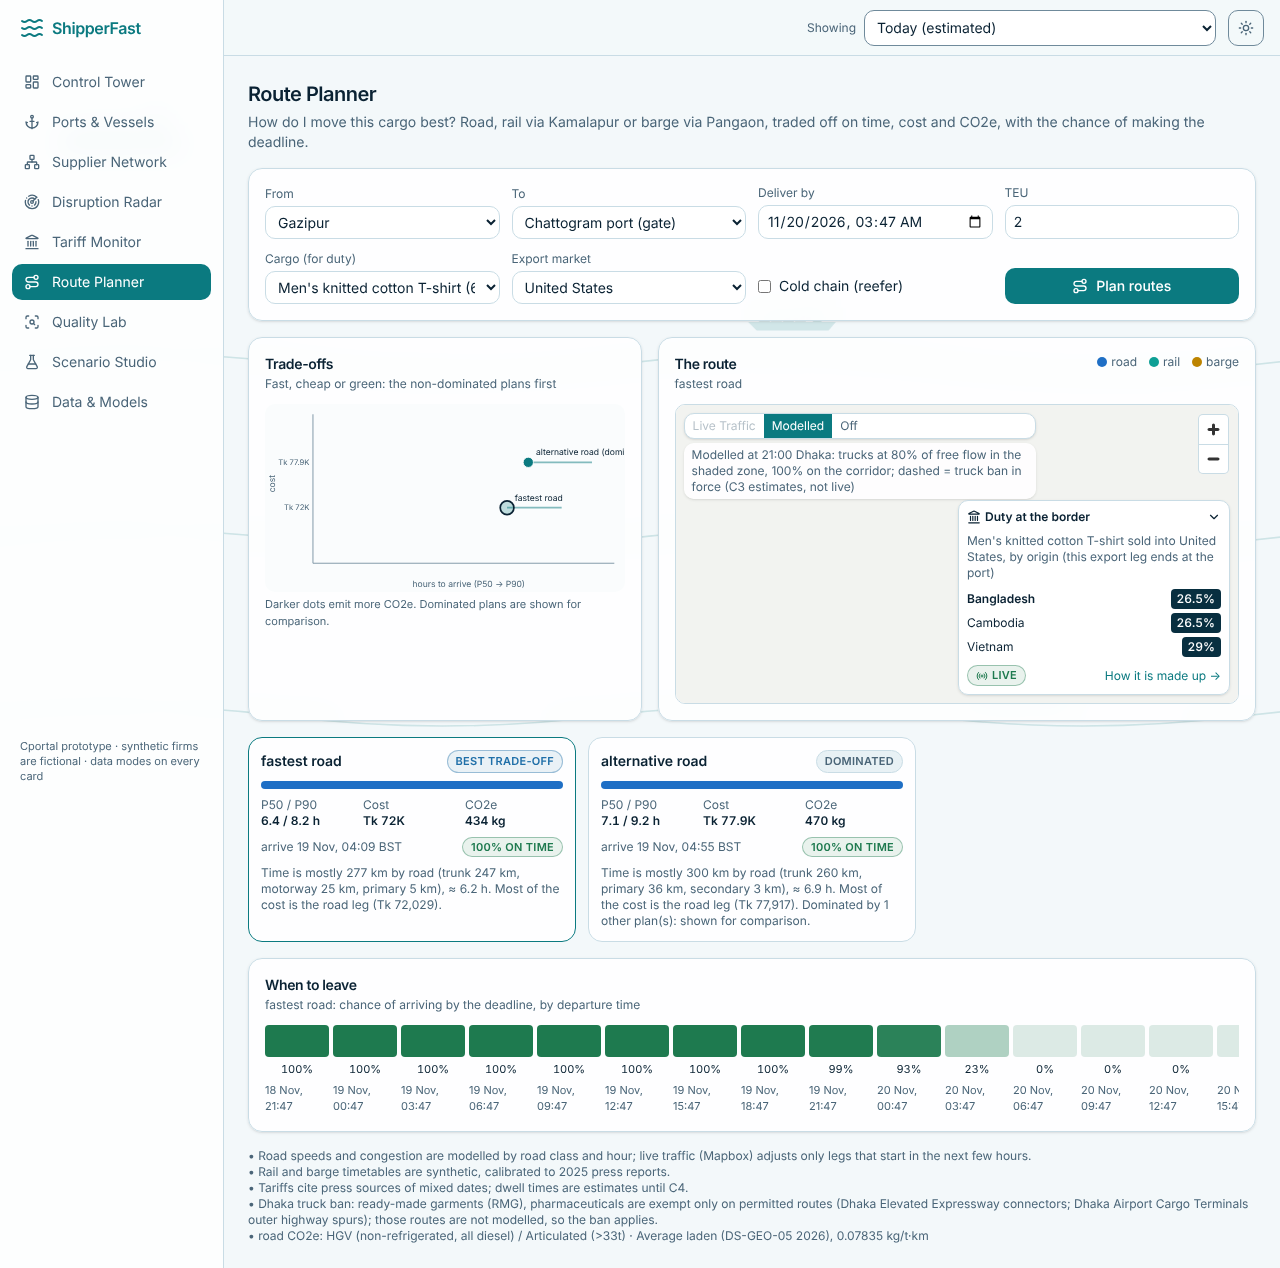 ShipperFast
Control Tower
Ports & Vessels
Supplier Network
Disruption Radar
Tariff Monitor
Route Planner
Quality Lab
Scenario Studio
Data & Models
Cportal prototype · synthetic firms
are fictional · data modes on every
card
Showing
Today (estimated)
Route Planner
How do I move this cargo best? Road, rail via Kamalapur or barge via Pangaon, traded off on time, cost and CO2e, with the chance of making the
deadline.
From
To
Deliver by
TEU
Gazipur
Chattogram port (gate)
11/20/2026, 03:47 AM
2
Cargo (for duty)
Export market
Men's knitted cotton T-shirt (6
United States
Cold chain (reefer)
Plan routes
Trade-offs
Fast, cheap or green: the non-dominated plans first
alternative road (domi
Tk 77.9K
cost
fastest road
Tk 72K
hours to arrive (P50 → P90)
Darker dots emit more CO2e. Dominated plans are shown for
comparison.
The route
fastest road
road
rail
barge
Live Traffic
Modelled
Off
Modelled at 21:00 Dhaka: trucks at 80% of free flow in the
shaded zone, 100% on the corridor; dashed = truck ban in
force (C3 estimates, not live)
+
−
Duty at the border
Men's knitted cotton T-shirt sold into United
States, by origin (this export leg ends at the
port)
Bangladesh 26.5%
Cambodia 26.5%
Vietnam 29%
LIVE
How it is made up →
fastest road
BEST TRADE-OFF
P50 / P90 Cost CO2e
6.4 / 8.2 h Tk 72K 434 kg
arrive 19 Nov, 04:09 BST
100% ON TIME
Time is mostly 277 km by road (trunk 247 km,
motorway 25 km, primary 5 km), ≈ 6.2 h. Most of the
cost is the road leg (Tk 72,029).
alternative road
DOMINATED
P50 / P90 Cost CO2e
7.1 / 9.2 h Tk 77.9K 470 kg
arrive 19 Nov, 04:55 BST
100% ON TIME
Time is mostly 300 km by road (trunk 260 km,
primary 36 km, secondary 3 km), ≈ 6.9 h. Most of
the cost is the road leg (Tk 77,917). Dominated by 1
other plan(s): shown for comparison.
When to leave
fastest road: chance of arriving by the deadline, by departure time
100% 100% 100% 100% 100% 100% 100% 100% 99% 93% 23% 0% 0% 0%
18 Nov, 19 Nov, 19 Nov, 19 Nov, 19 Nov, 19 Nov, 19 Nov, 19 Nov, 19 Nov, 20 Nov, 20 Nov, 20 Nov, 20 Nov, 20 Nov, 20 N
21:47 00:47 03:47 06:47 09:47 12:47 15:47 18:47 21:47 00:47 03:47 06:47 09:47 12:47 15:4
• Road speeds and congestion are modelled by road class and hour; live traffic (Mapbox) adjusts only legs that start in the next few hours.
• Rail and barge timetables are synthetic, calibrated to 2025 press reports.
• Tariffs cite press sources of mixed dates; dwell times are estimates until C4.
• Dhaka truck ban: ready-made garments (RMG), pharmaceuticals are exempt only on permitted routes (Dhaka Elevated Expressway connectors; Dhaka Airport Cargo Terminals
outer highway spurs); those routes are not modelled, so the ban applies.
• road CO2e: HGV (non-refrigerated, all diesel) / Articulated (>33t) · Average laden (DS-GEO-05 2026), 0.07835 kg/t·km